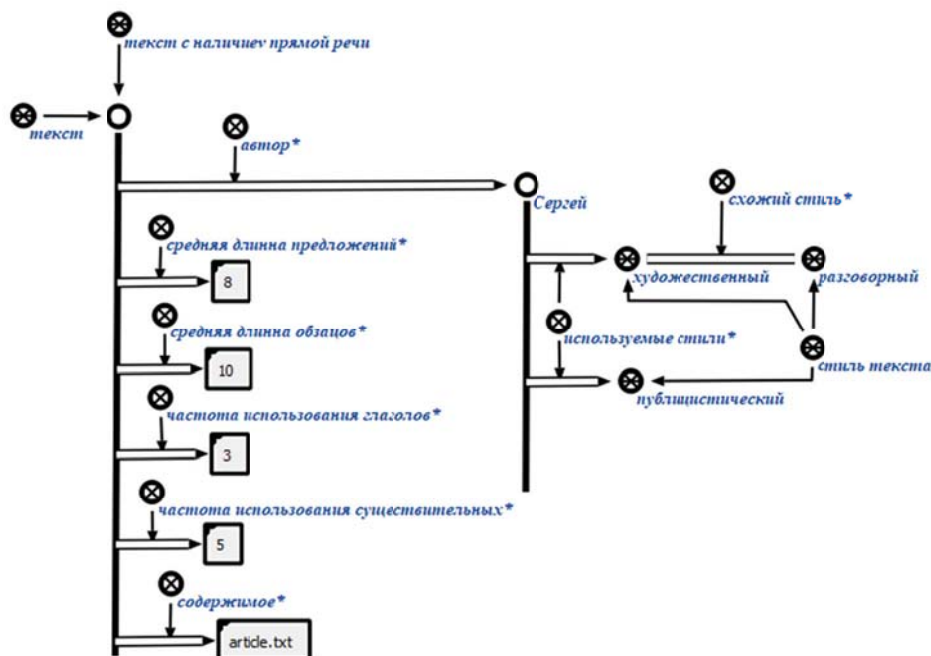 текст с наличиеу прямой речи
текст
автор*
Сергей
схожий стиль*
средняя длинна предложений*
8
художественный
разговорный
средняя длинна обзацов*
используемые стили*
стиль текста
10
публицистический
частота использования глаголов*
3
частота использования существительных*
5
содержимое*
article.txt